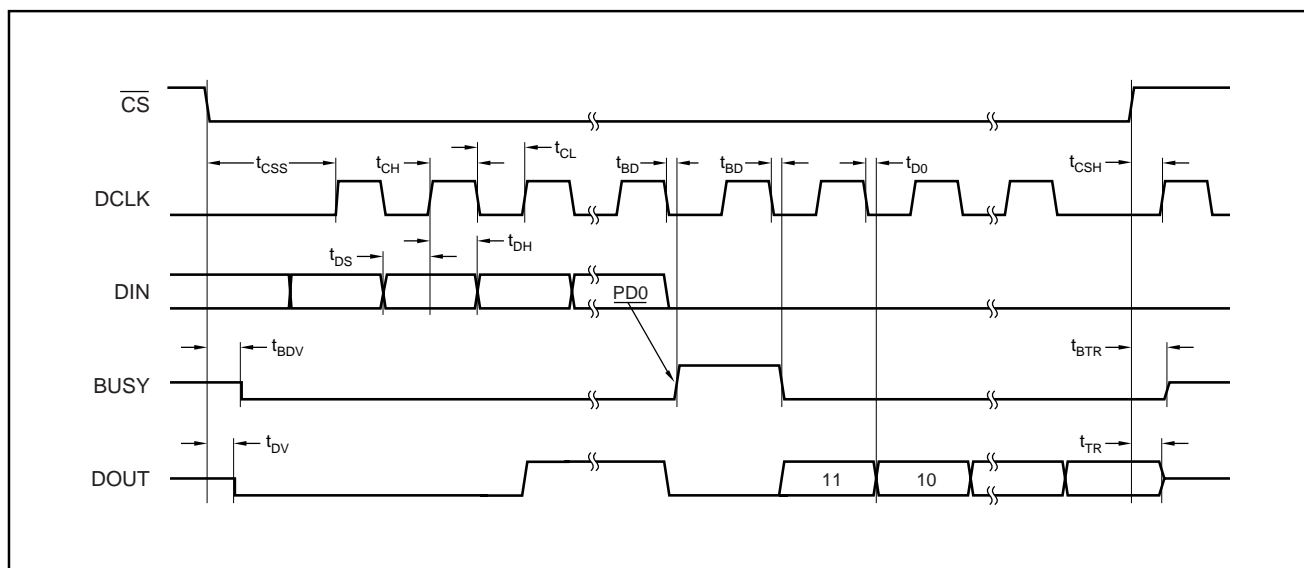 CS
tCSS
tCH
tCL
tBD
tBD
tD0
tCSH
DCLK
tDS
tDH
DIN
PD0
tBDV
tBTR
BUSY
tDV
tTR
DOUT
11
10